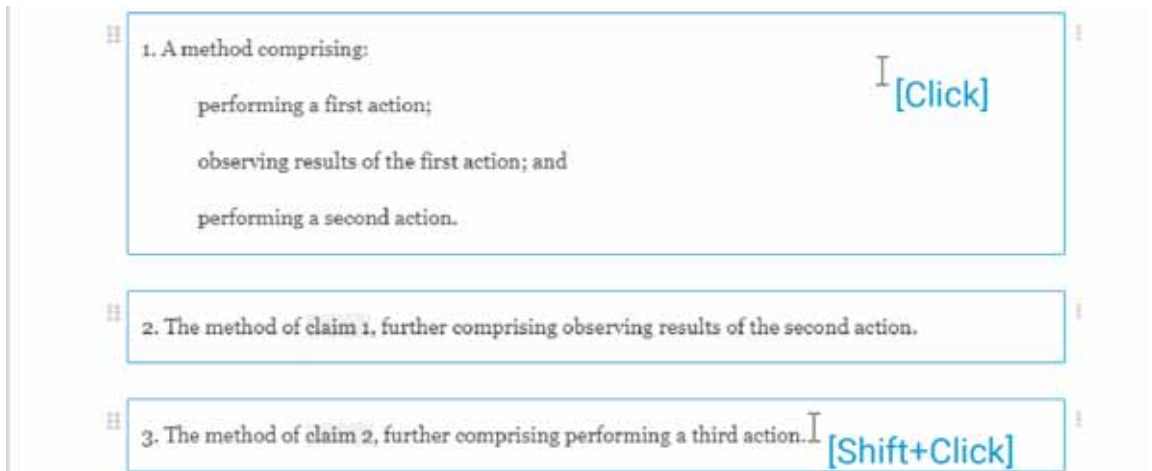 1. A method comprising:
[Click]
performing a first action;
observing results of the first action; and
performing a second action.
2. The method of claim 1, further comprising observing results of the second action.
3. The method of claim 2, further comprising performing a third action.
[Shift+Click]